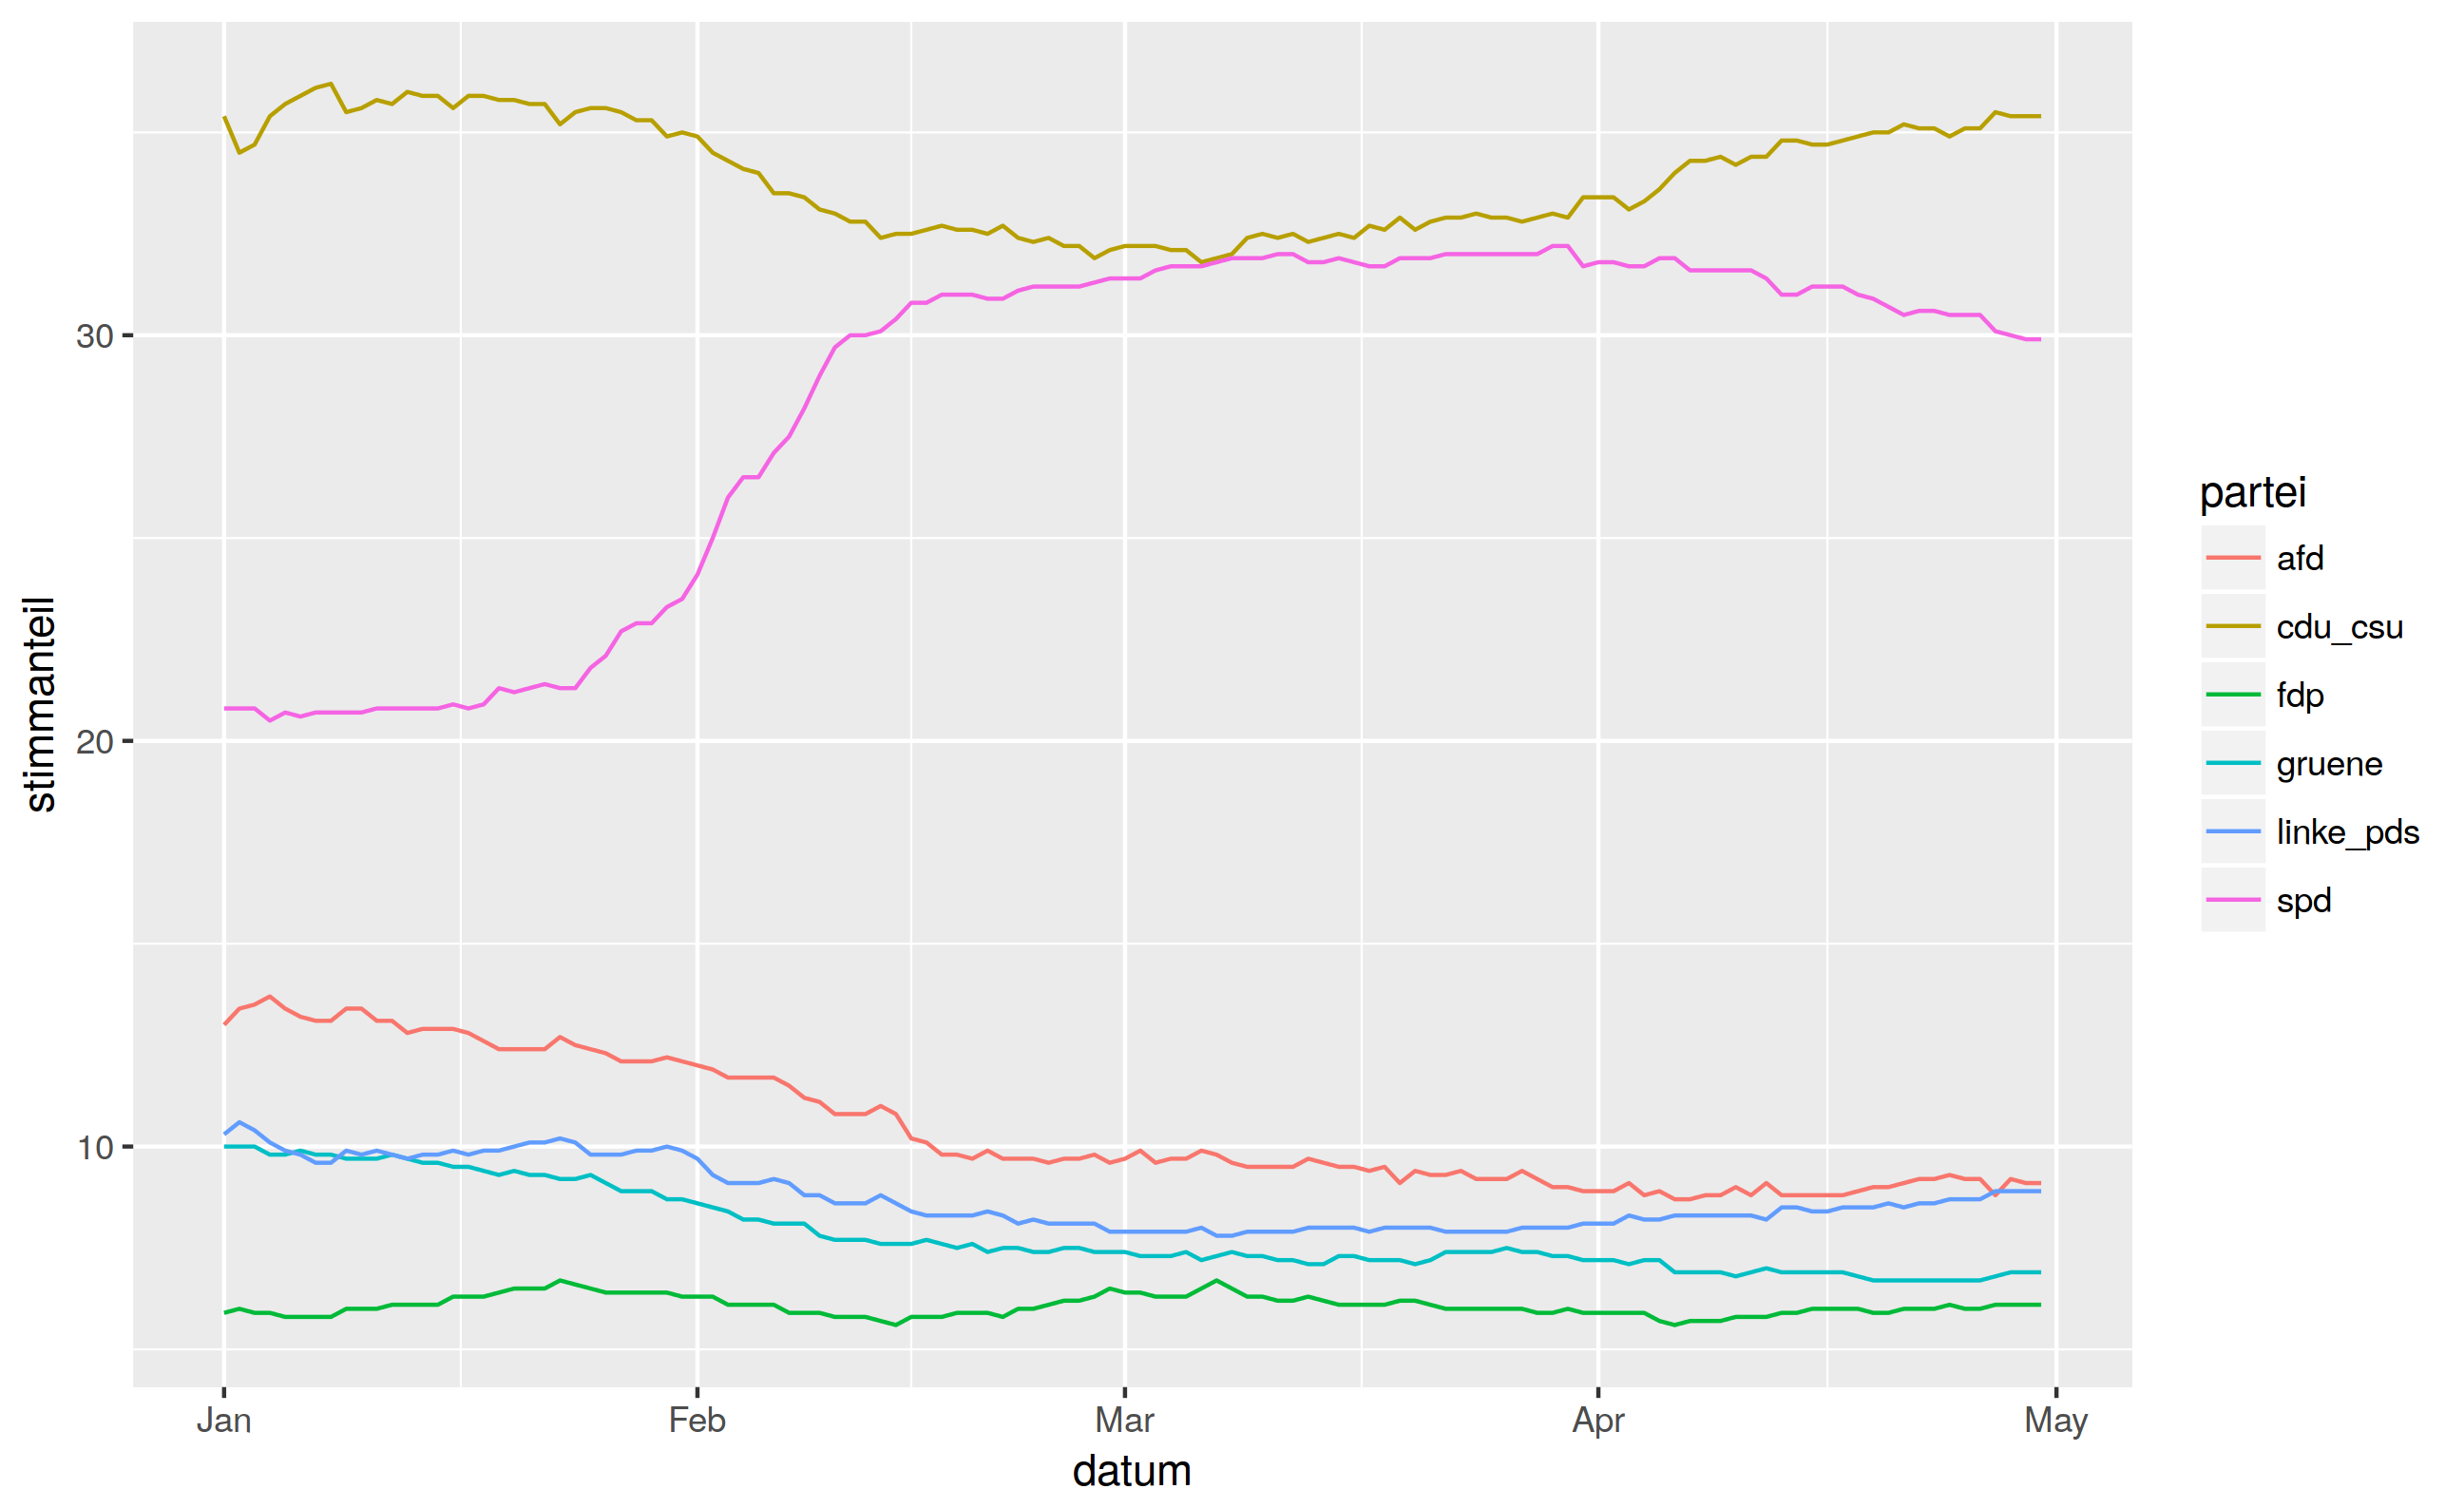 stimmanteil
30
20
10
Jan Feb Mar Apr May
datum
partei
afd
cdu_csu
fdp
gruene
linke_pds
spd